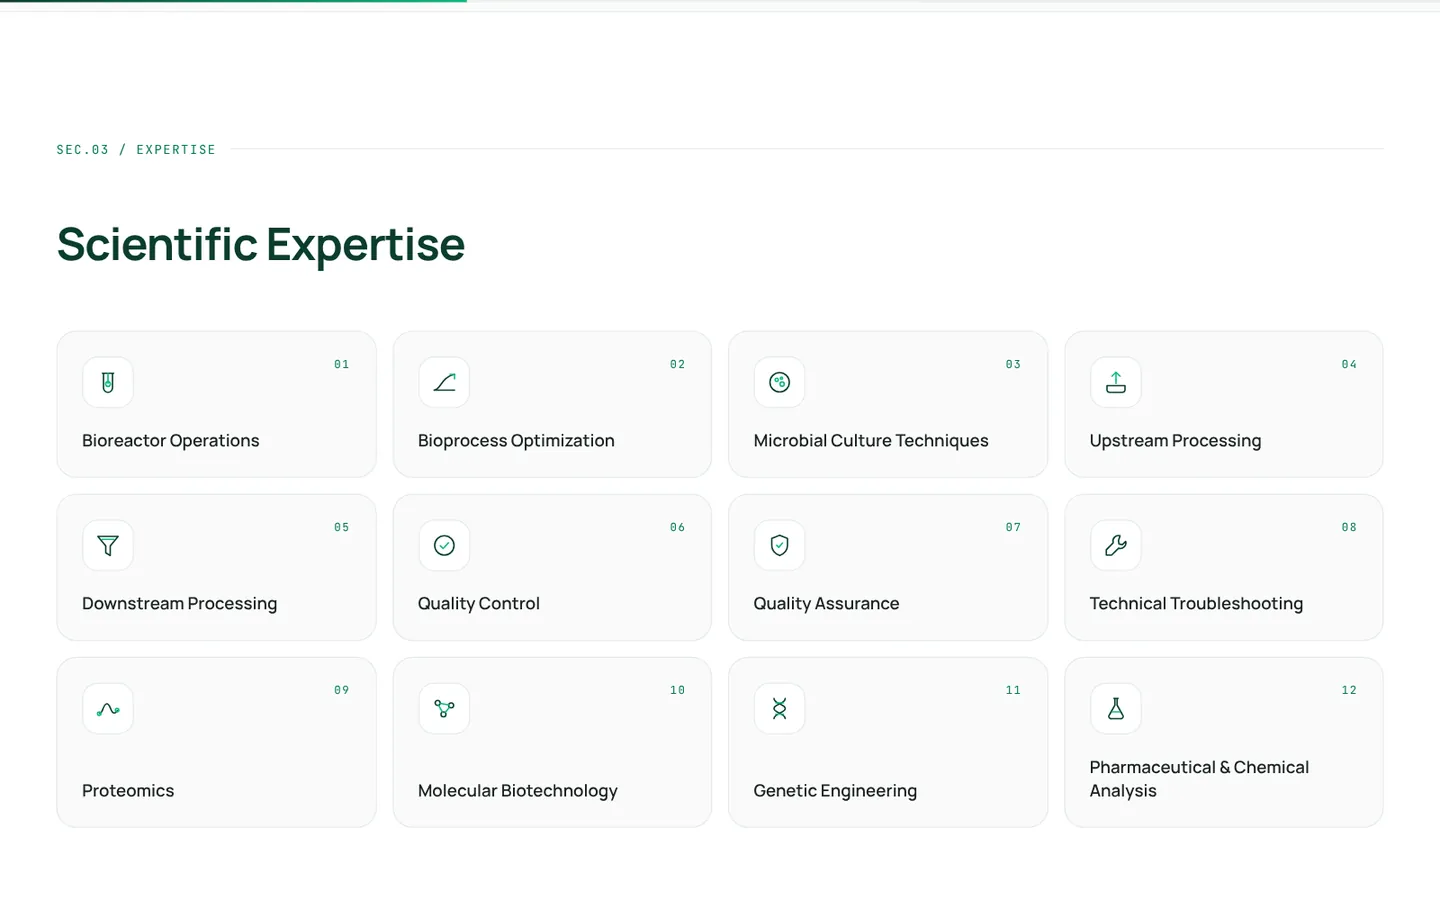 SEC.03 / EXPERTISE
Scientific Expertise
01
Bioreactor Operations
02
Bioprocess Optimization
03
Microbial Culture Techniques
04
Upstream Processing
05
Downstream Processing
06
Quality Control
07
Quality Assurance
08
Technical Troubleshooting
09
Proteomics
10
Molecular Biotechnology
11
Genetic Engineering
12
Pharmaceutical & Chemical
Analysis